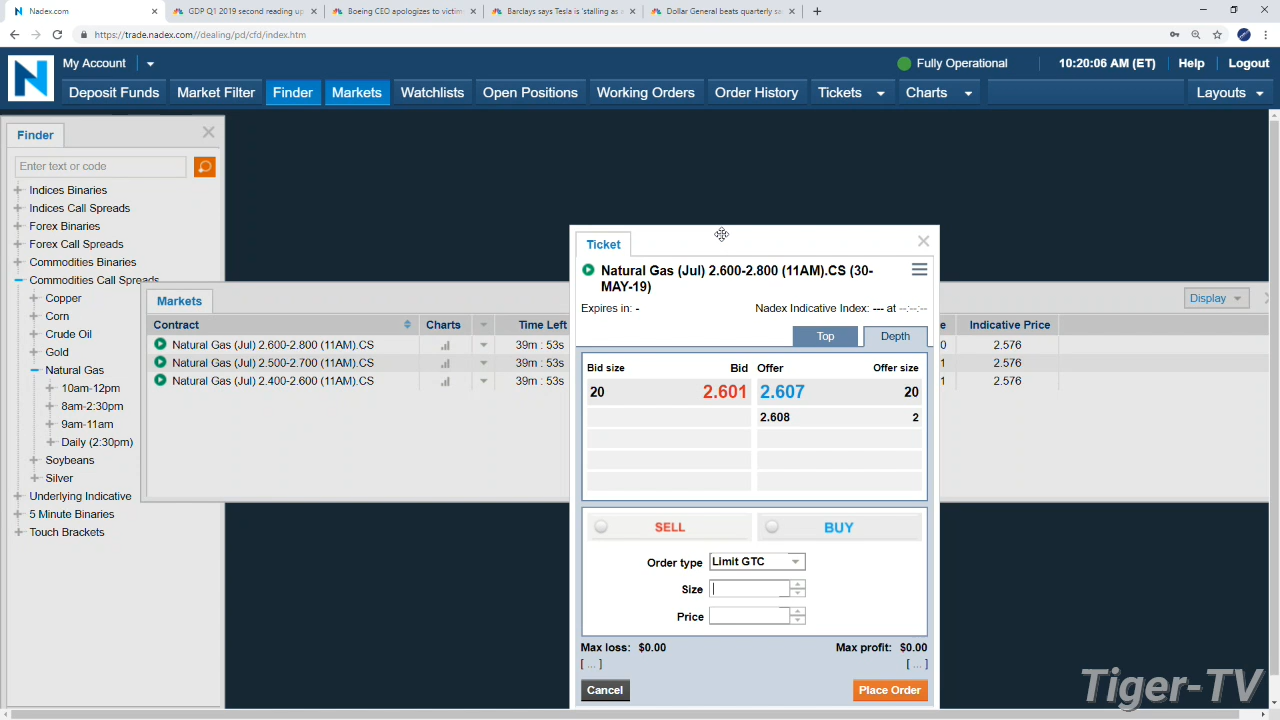 Nadex.com
GDP Q1 2019 second reading up
Boeing CEO apologizes to victim
Barclays says Tesla is 'stalling as
Dollar General beats quarterly sa
https://trade.nadex.com//dealing/pd/cfd/index.htm
N
My Account
Fully Operational
10:20:06 AM (ET)
Help
Logout
Deposit Funds
Market Filter
Finder
Markets
Watchlists
Open Positions
Working Orders
Order History
Tickets
Charts
Layouts
Finder
Enter text or code
Indices Binaries
Indices Call Spreads
Forex Binaries
Forex Call Spreads
Commodities Binaries
Commodities Call Spreads
Copper
Corn
Crude Oil
Gold
Natural Gas
10am-12pm
8am-2:30pm
9am-11am
Daily (2:30pm)
Soybeans
Silver
Underlying Indicative
5 Minute Binaries
Touch Brackets
Markets
Display
Contract Charts Time Left e Indicative Price
Natural Gas (Jul) 2.600-2.800 (11AM).CS 39m : 53s 0 2.576
Natural Gas (Jul) 2.500-2.700 (11AM).CS 39m : 53s 1 2.576
Natural Gas (Jul) 2.400-2.600 (11AM).CS 39m : 53s 1 2.576
Ticket
Natural Gas (Jul) 2.600-2.800 (11AM).CS (30-
MAY-19)
Expires in: - Nadex Indicative Index: --- at --:--:--
Top Depth
Bid size Bid Offer Offer size
20 2.601 2.607 20
2.608 2
SELL BUY
Order type Limit GTC
Size
Price
Max loss: $0.00 Max profit: $0.00
[ ... ] [ ... ]
Cancel Place Order
Tiger-TV